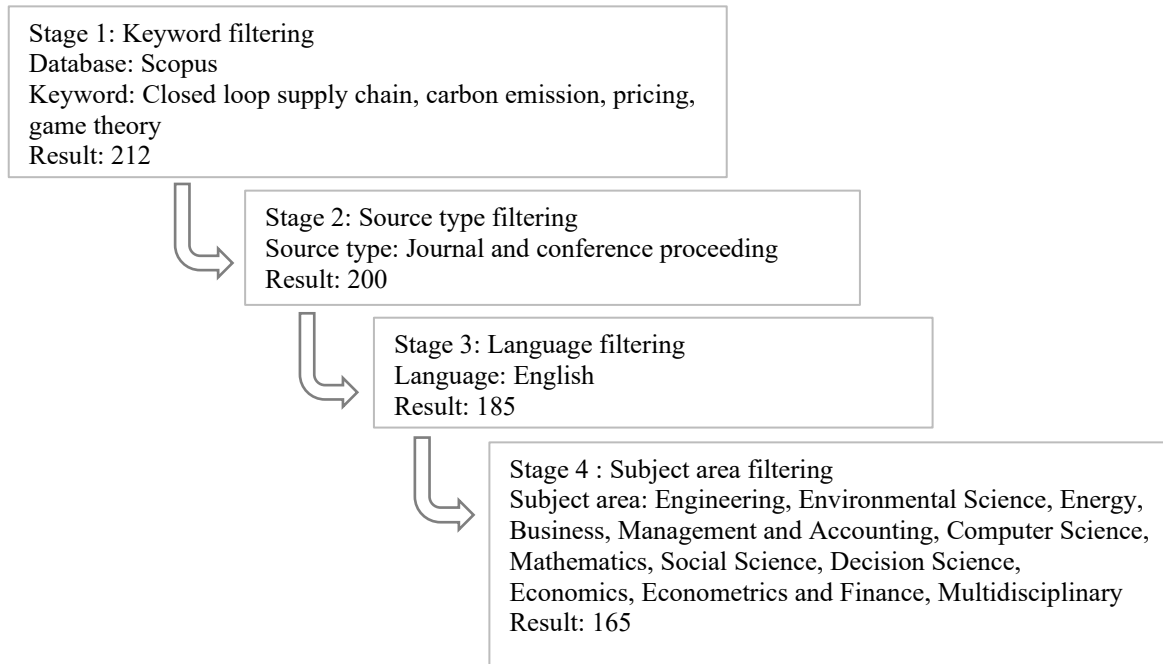 Stage 1: Keyword filtering
Database: Scopus
Keyword: Closed loop supply chain, carbon emission, pricing,
game theory
Result: 212
Stage 2: Source type filtering
Source type: Journal and conference proceeding
Result: 200
Stage 3: Language filtering
Language: English
Result: 185
Stage 4 : Subject area filtering
Subject area: Engineering, Environmental Science, Energy,
Business, Management and Accounting, Computer Science,
Mathematics, Social Science, Decision Science,
Economics, Econometrics and Finance, Multidisciplinary
Result: 165